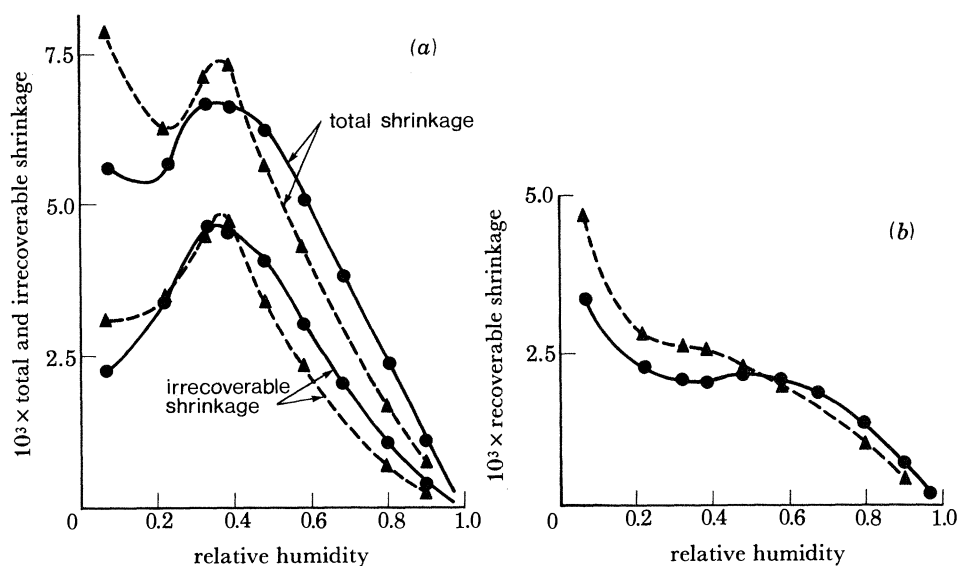 (a)
7.5
5.0
2.5
0
0.2
0.4
0.6
0.8
1.0
total shrinkage
irrecoverable
shrinkage
10³ × total and irrecoverable shrinkage
relative humidity
(b)
5.0
2.5
0
0.2
0.4
0.6
0.8
1.0
10³ × recoverable shrinkage
relative humidity